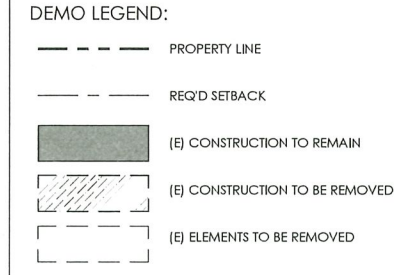 DEMO LEGEND:
PROPERTY LINE
REQ'D SETBACK
(E) CONSTRUCTION TO REMAIN
(E) CONSTRUCTION TO BE REMOVED
(E) ELEMENTS TO BE REMOVED